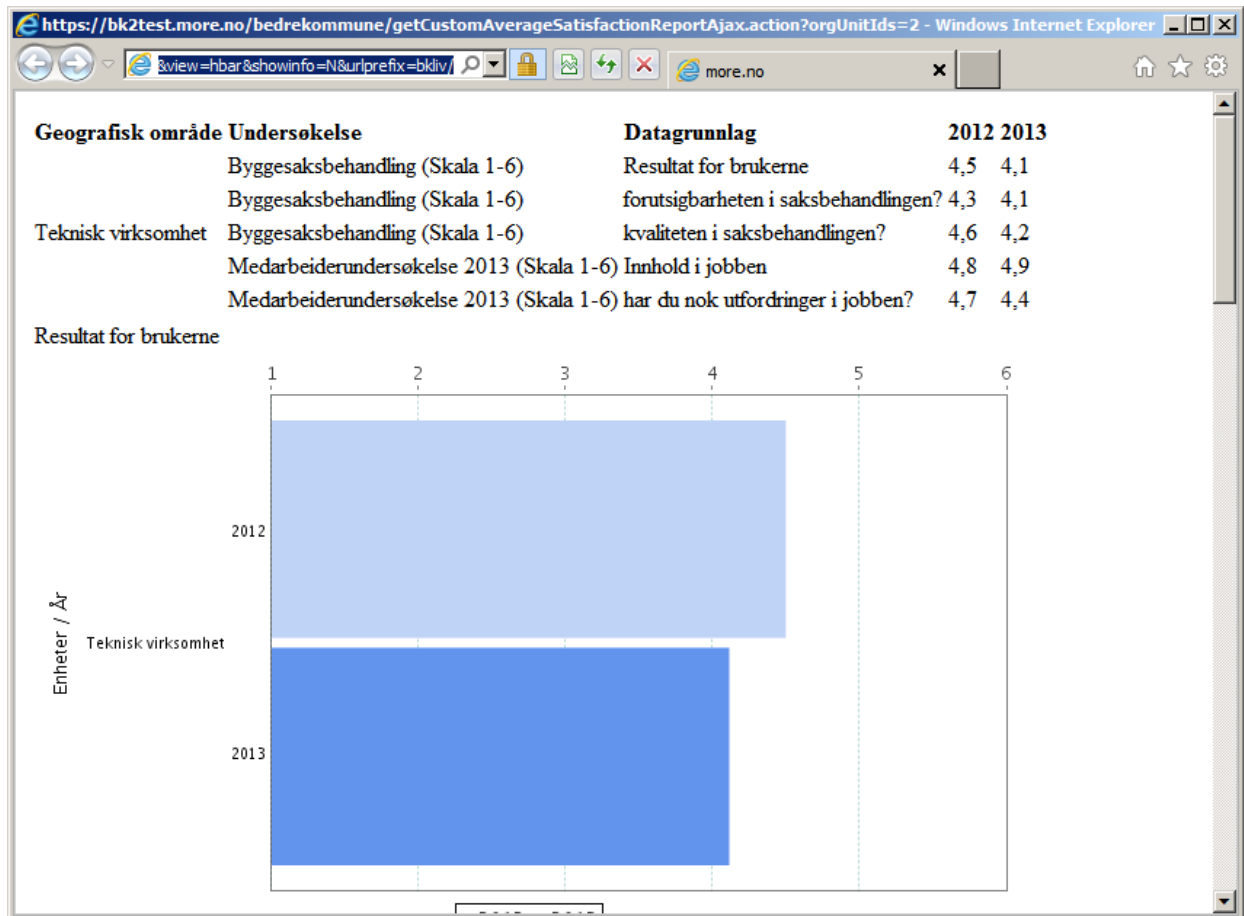 https://bk2test.more.no/bedrekommune/getCustomAverageSatisfactionReportAjax.action?orgUnitIds=2 - Windows Internet Explorer
&view=hbar&showinfo=N&urlprefix=bkliv/
more.no
Geografisk område Undersøkelse Datagrunnlag 2012 2013
Byggesaksbehandling (Skala 1-6) Resultat for brukerne 4,5 4,1
Byggesaksbehandling (Skala 1-6) forutsigbarheten i saksbehandlingen? 4,3 4,1
Teknisk virksomhet Byggesaksbehandling (Skala 1-6) kvaliteten i saksbehandlingen? 4,6 4,2
Medarbeiderundersøkelse 2013 (Skala 1-6) Innhold i jobben 4,8 4,9
Medarbeiderundersøkelse 2013 (Skala 1-6) har du nok utfordringer i jobben? 4,7 4,4
Resultat for brukerne
1 2 3 4 5 6
2012
Enheter / År
Teknisk virksomhet
2013